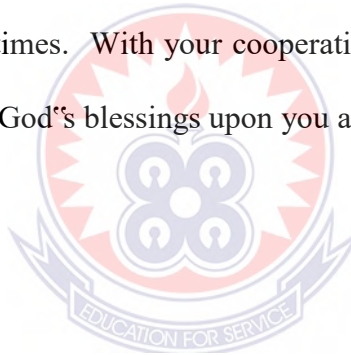 times. With your cooperati
God‟s blessings upon you a
EDUCATION FOR SERVICE